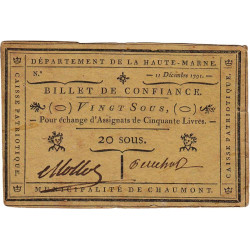 DÉPARTEMENT DE LA HAUTE-MARNE.
N.º 11 Décembre 1791.
BILLET DE CONFIANCE.
VINGT SOUS,
Pour échange d'Assignats de Cinquante Livres.
20 sous.
MUNICIPALITÉ DE CHAUMONT.
CAISSE PATRIOTIQUE.
CAISSE PATRIOTIQUE.